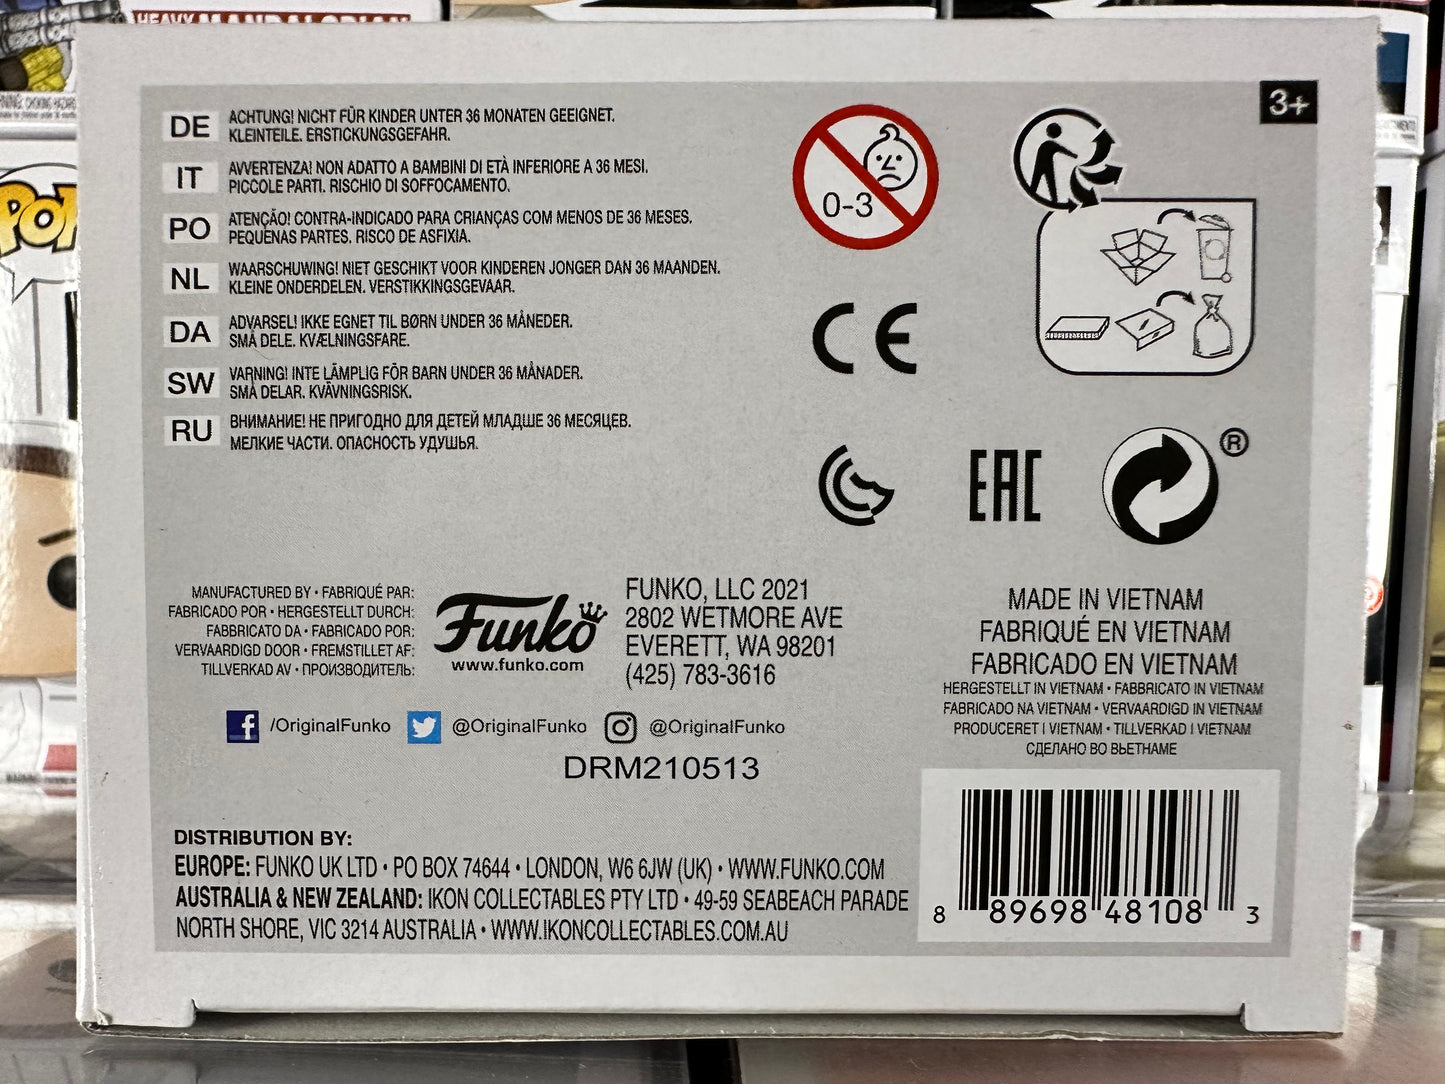 HEAVY MANDALORIAN
POP
3+
DE ACHTUNG! NICHT FÜR KINDER UNTER 36 MONATEN GEEIGNET.
KLEINTEILE. ERSTICKUNGSGEFAHR.
IT AVVERTENZA! NON ADATTO A BAMBINI DI ETÀ INFERIORE A 36 MESI.
PICCOLE PARTI. RISCHIO DI SOFFOCAMENTO.
PO ATENÇÃO! CONTRA-INDICADO PARA CRIANÇAS COM MENOS DE 36 MESES.
PEQUENAS PARTES. RISCO DE ASFIXIA.
NL WAARSCHUWING! NIET GESCHIKT VOOR KINDEREN JONGER DAN 36 MAANDEN.
KLEINE ONDERDELEN. VERSTIKKINGSGEVAAR.
DA ADVARSEL! IKKE EGNET TIL BØRN UNDER 36 MÅNEDER.
SMÅ DELE. KVÆLNINGSFARE.
SW VARNING! INTE LÄMPLIG FÖR BARN UNDER 36 MÅNADER.
SMÅ DELAR. KVÄVNINGSRISK.
RU ВНИМАНИЕ! НЕ ПРИГОДНО ДЛЯ ДЕТЕЙ МЛАДШЕ 36 МЕСЯЦЕВ.
МЕЛКИЕ ЧАСТИ. ОПАСНОСТЬ УДУШЬЯ.
0-3
CE
EAC
®
MANUFACTURED BY • FABRIQUÉ PAR:
FABRICADO POR • HERGESTELLT DURCH:
FABBRICATO DA • FABRICADO POR:
VERVAARDIGD DOOR • FREMSTILLET AF:
TILLVERKAD AV • ПРОИЗВОДИТЕЛЬ:
Funko
www.funko.com
FUNKO, LLC 2021
2802 WETMORE AVE
EVERETT, WA 98201
(425) 783-3616
MADE IN VIETNAM
FABRIQUÉ EN VIETNAM
FABRICADO EN VIETNAM
HERGESTELLT IN VIETNAM • FABBRICATO IN VIETNAM
FABRICADO NA VIETNAM • VERVAARDIGD IN VIETNAM
PRODUCERET I VIETNAM • TILLVERKAD I VIETNAM
СДЕЛАНО ВО ВЬЕТНАМЕ
f /OriginalFunko @OriginalFunko @OriginalFunko
DRM210513
DISTRIBUTION BY:
EUROPE: FUNKO UK LTD • PO BOX 74644 • LONDON, W6 6JW (UK) • WWW.FUNKO.COM
AUSTRALIA & NEW ZEALAND: IKON COLLECTABLES PTY LTD • 49-59 SEABEACH PARADE
NORTH SHORE, VIC 3214 AUSTRALIA • WWW.IKONCOLLECTABLES.COM.AU
8 89698 48108 3